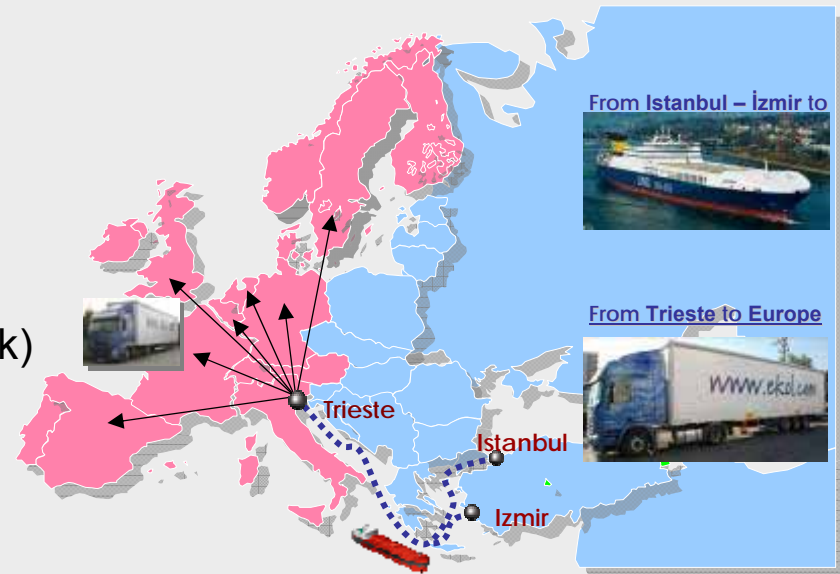 From Istanbul – İzmir to
k)
From Trieste to Europe
www.ekol.com
Trieste
Istanbul
Izmir